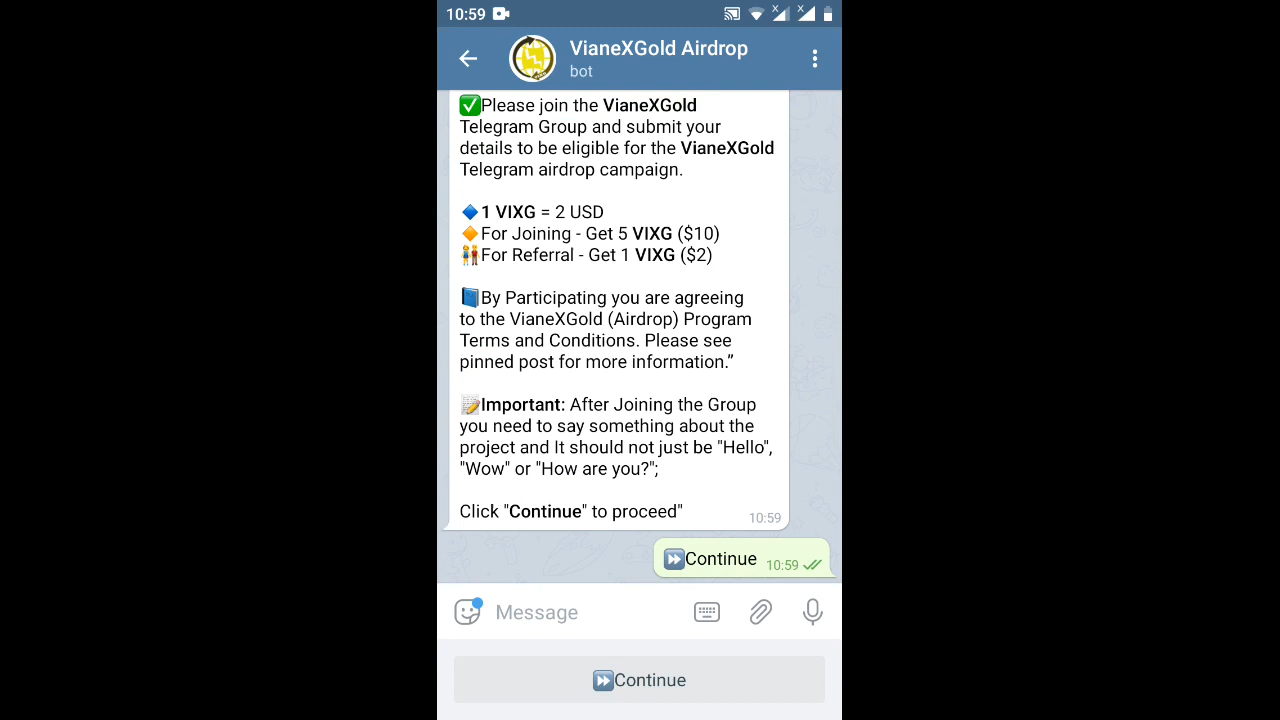 10:59
VianeXGold Airdrop
bot
✅Please join the VianeXGold
Telegram Group and submit your
details to be eligible for the VianeXGold
Telegram airdrop campaign.
🔷1 VIXG = 2 USD
🔶For Joining - Get 5 VIXG ($10)
👫For Referral - Get 1 VIXG ($2)
📘By Participating you are agreeing
to the VianeXGold (Airdrop) Program
Terms and Conditions. Please see
pinned post for more information.”
📝Important: After Joining the Group
you need to say something about the
project and It should not just be "Hello",
"Wow" or "How are you?";
Click "Continue" to proceed"
10:59
⏩Continue 10:59
Message
⏩Continue